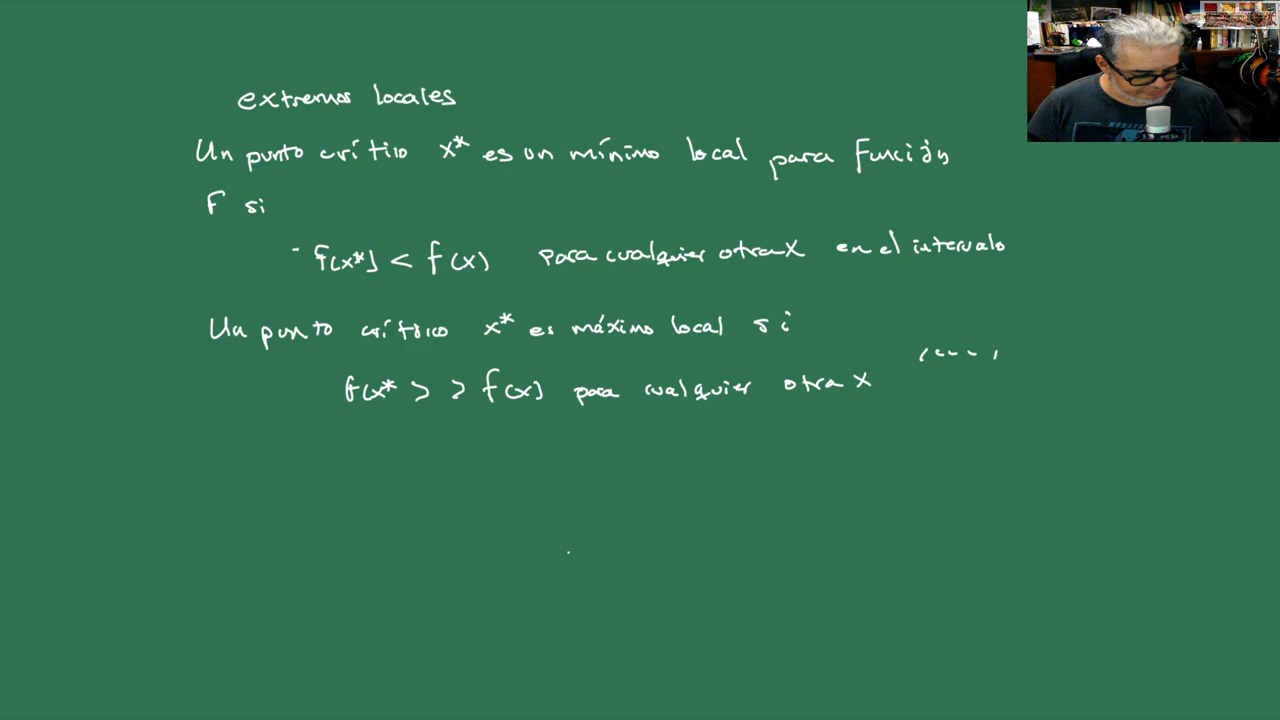 extremos locales
Un punto crítico x* es un mínimo local para función
f si
f(x*) < f(x) para cualquier otra x en el intervalo
Un punto crítico x* es máximo local si
f(x* > > f(x) para cualquier otra x